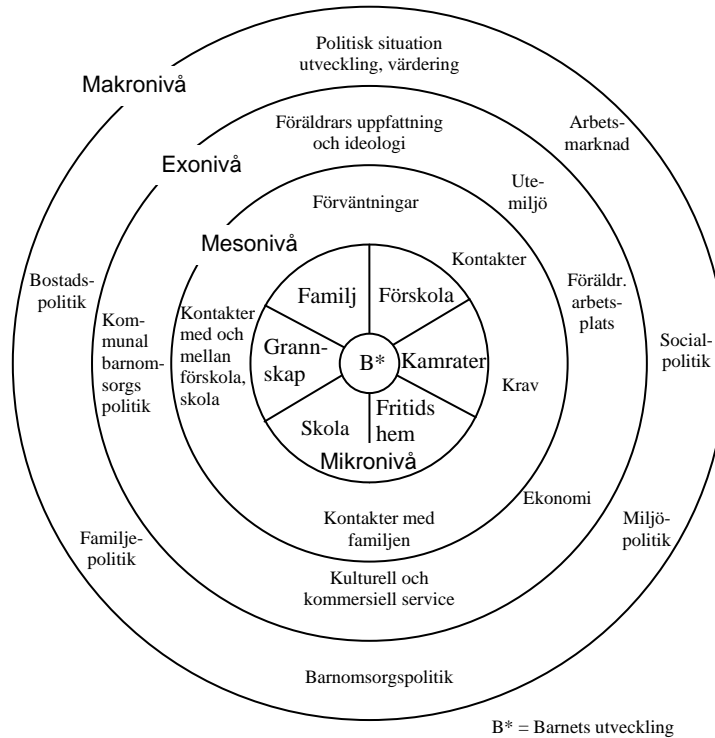 Politisk situation
utveckling, värdering
Makronivå
Arbets-
marknad
Föräldrars uppfattning
och ideologi
Exonivå
Ute-
miljö
Förväntningar
Mesonivå
Kontakter
Bostads-
politik
Familj
Förskola
Föräldr.
arbets-
plats
Kom-
munal
barnom-
sorgs
politik
Kontakter
med och
mellan
förskola,
skola
Grann-
skap
B*
Kamrater
Social-
politik
Krav
Skola
Fritids
hem
Mikronivå
Ekonomi
Kontakter med
familjen
Miljö-
politik
Familje-
politik
Kulturell och
kommersiell service
Barnomsorgspolitik
B* = Barnets utveckling